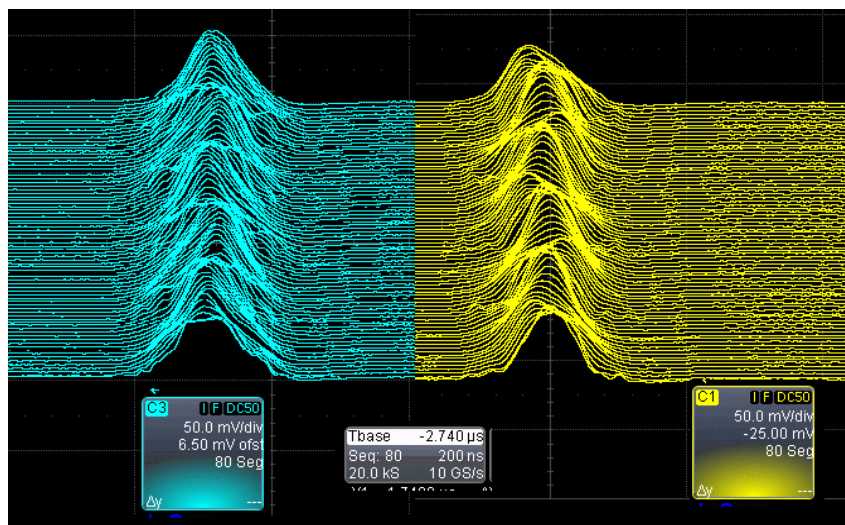 C3 I F DC50
50.0 mV/div
6.50 mV ofst
80 Seg
Δy ---
Tbase -2.740 µs
Seq: 80 200 ns
20.0 kS 10 GS/s
C1 I F DC50
50.0 mV/div
-25.00 mV
80 Seg
Δy ---